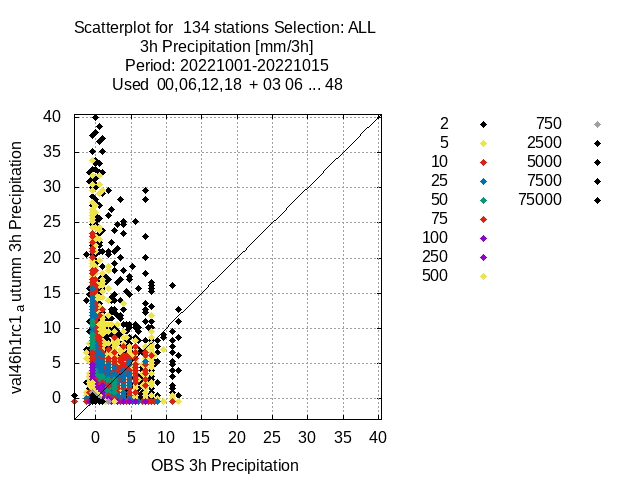 Scatterplot for 134 stations Selection: ALL
3h Precipitation [mm/3h]
Period: 20221001-20221015
Used 00,06,12,18 + 03 06 ... 48
40
35
30
25
20
15
10
5
0
val46h1rc1 a utumn 3h Precipitation
0 5 10 15 20 25 30 35 40
OBS 3h Precipitation
2 750
5 2500
10 5000
25 7500
50 75000
75
100
250
500